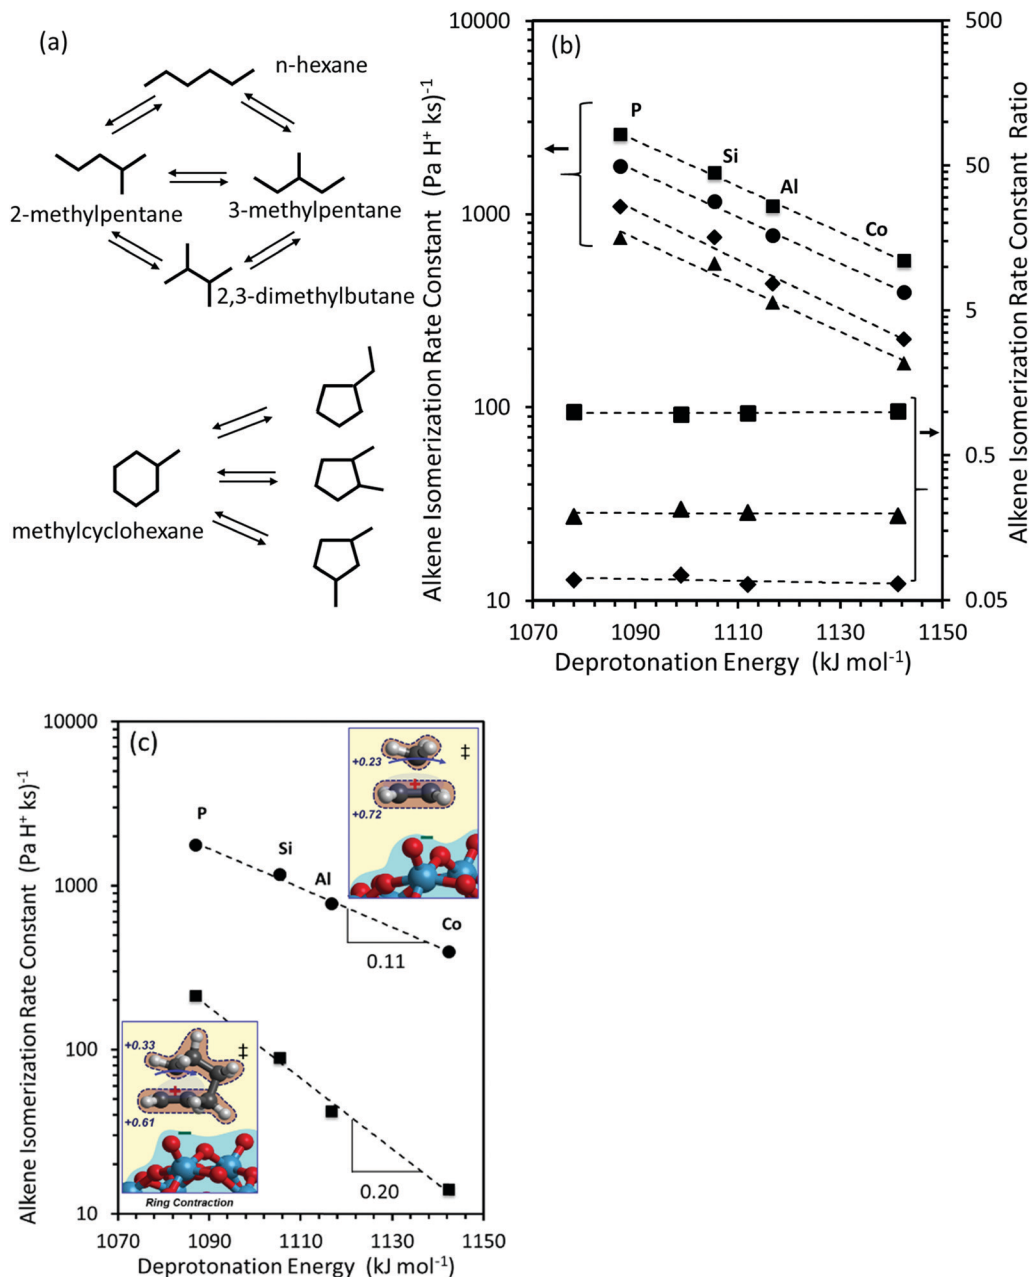 (a)
n-hexane
2-methylpentane
3-methylpentane
2,3-dimethylbutane
methylcyclohexane
(b)
Alkene Isomerization Rate Constant (Pa H⁺ ks)⁻¹
10000
1000
100
10
P
Si
Al
Co
500
50
5
0.5
0.05
Alkene Isomerization Rate Constant Ratio
1070 1090 1110 1130 1150
Deprotonation Energy (kJ mol⁻¹)
(c)
Alkene Isomerization Rate Constant (Pa H⁺ ks)⁻¹
10000
1000
100
10
P
Si
Al
Co
+0.23
‡
+
+0.72
−
0.11
+0.33
‡
+
+0.61
−
Ring Contraction
0.20
1070 1090 1110 1130 1150
Deprotonation Energy (kJ mol⁻¹)